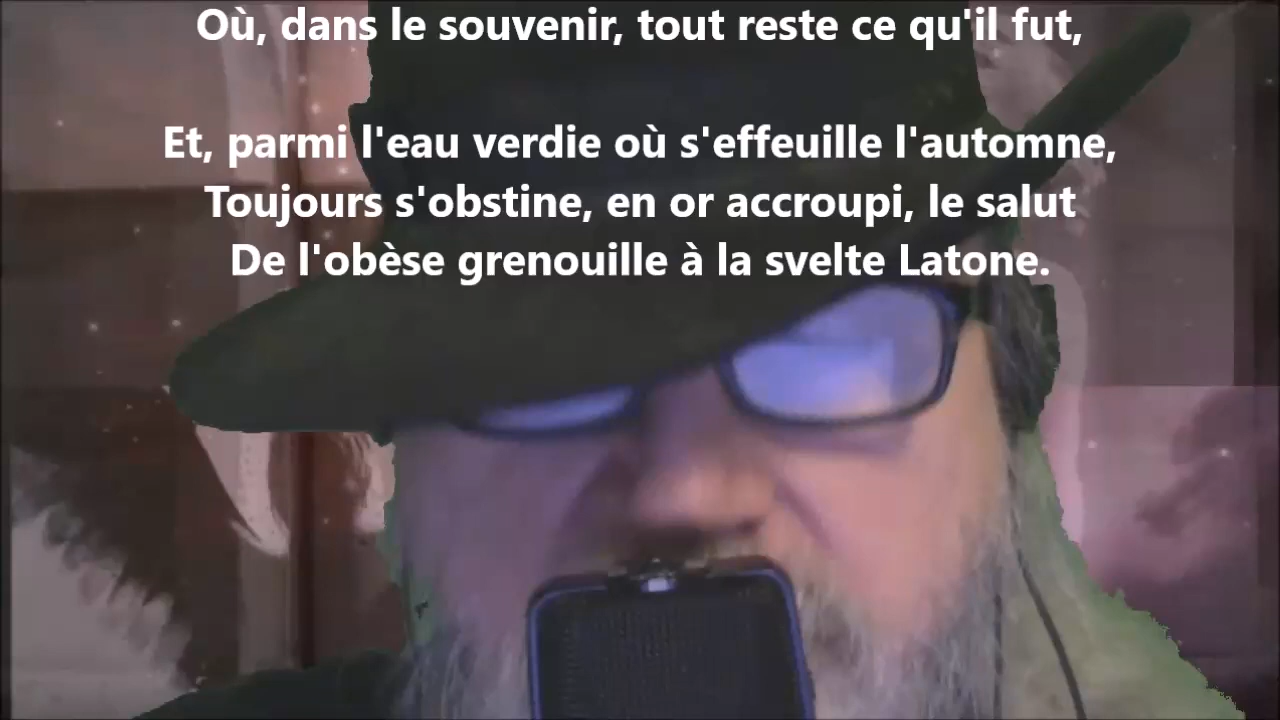 Où, dans le souvenir, tout reste ce qu'il fut,
Et, parmi l'eau verdie où s'effeuille l'automne,
Toujours s'obstine, en or accroupi, le salut
De l'obèse grenouille à la svelte Latone.